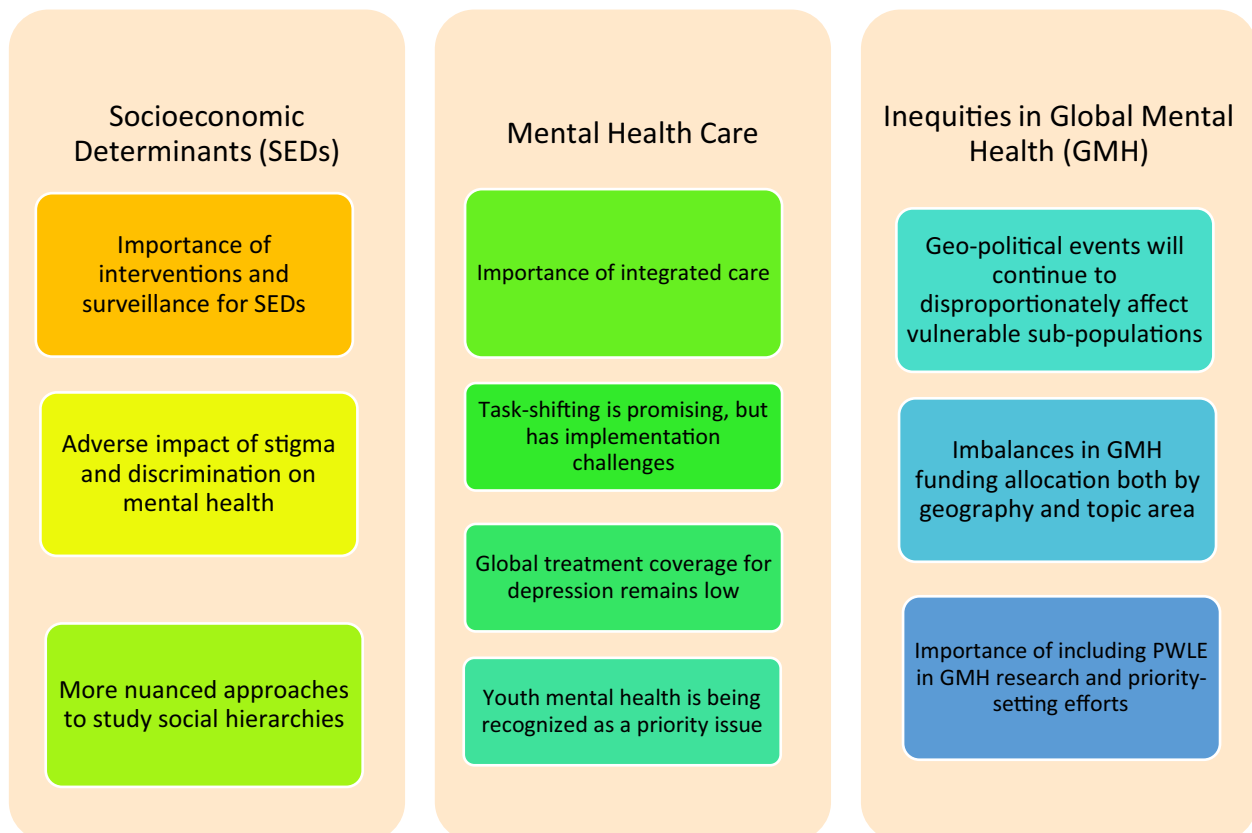 Socioeconomic
Determinants (SEDs)
Importance of
interventions and
surveillance for SEDs
Adverse impact of stigma
and discrimination on
mental health
More nuanced approaches
to study social hierarchies
Mental Health Care
Importance of integrated care
Task-shifting is promising, but
has implementation
challenges
Global treatment coverage for
depression remains low
Youth mental health is being
recognized as a priority issue
Inequities in Global Mental
Health (GMH)
Geo-political events will
continue to
disproportionately affect
vulnerable sub-populations
Imbalances in GMH
funding allocation both by
geography and topic area
Importance of including PWLE
in GMH research and priority-
setting efforts